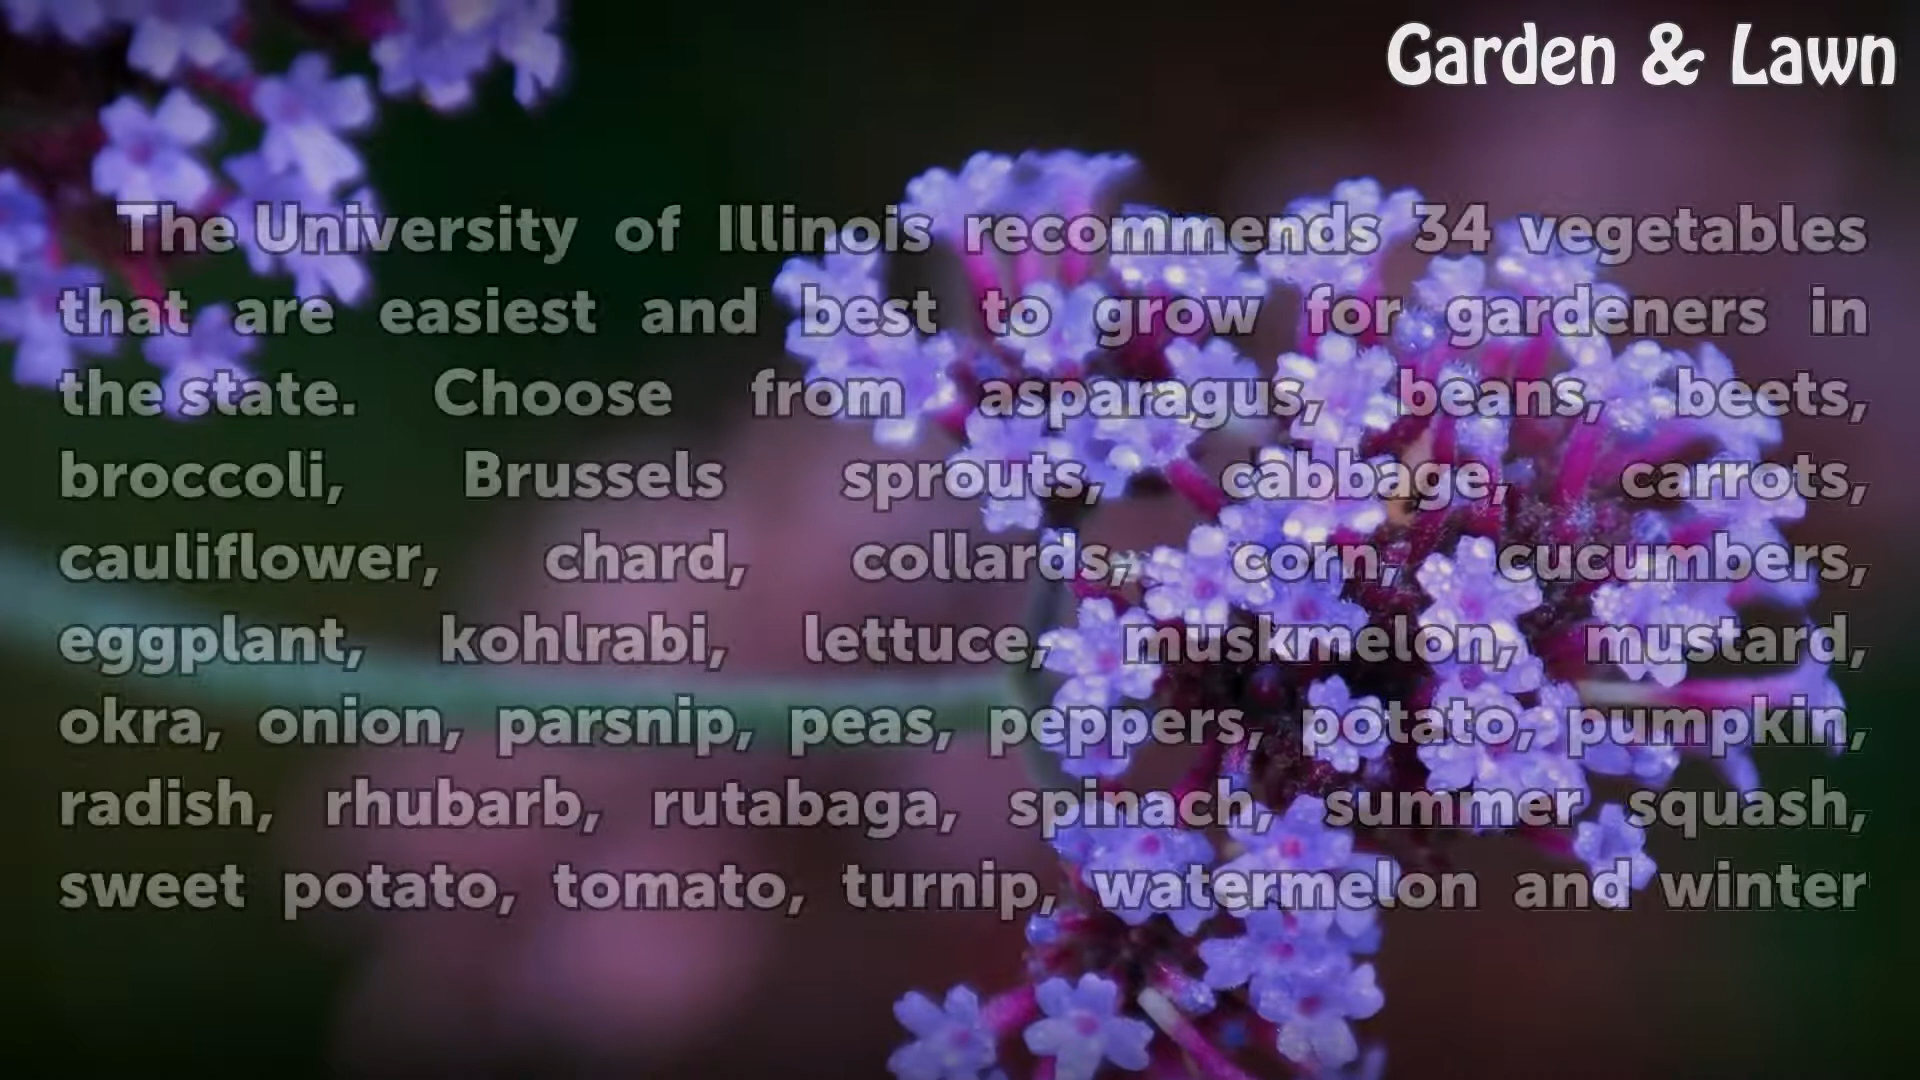 Garden & Lawn
The University of Illinois recommends 34 vegetables
that are easiest and best to grow for gardeners in
the state. Choose from asparagus, beans, beets,
broccoli, Brussels sprouts, cabbage, carrots,
cauliflower, chard, collards, corn, cucumbers,
eggplant, kohlrabi, lettuce, muskmelon, mustard,
okra, onion, parsnip, peas, peppers, potato, pumpkin,
radish, rhubarb, rutabaga, spinach, summer squash,
sweet potato, tomato, turnip, watermelon and winter